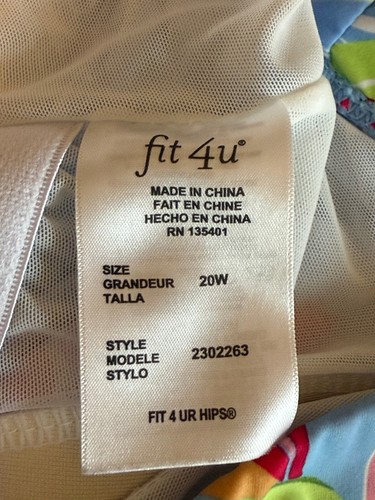 fit 4u®
MADE IN CHINA
FAIT EN CHINE
HECHO EN CHINA
RN 135401
SIZE
GRANDEUR 20W
TALLA
STYLE
MODELE 2302263
STYLO
FIT 4 UR HIPS®